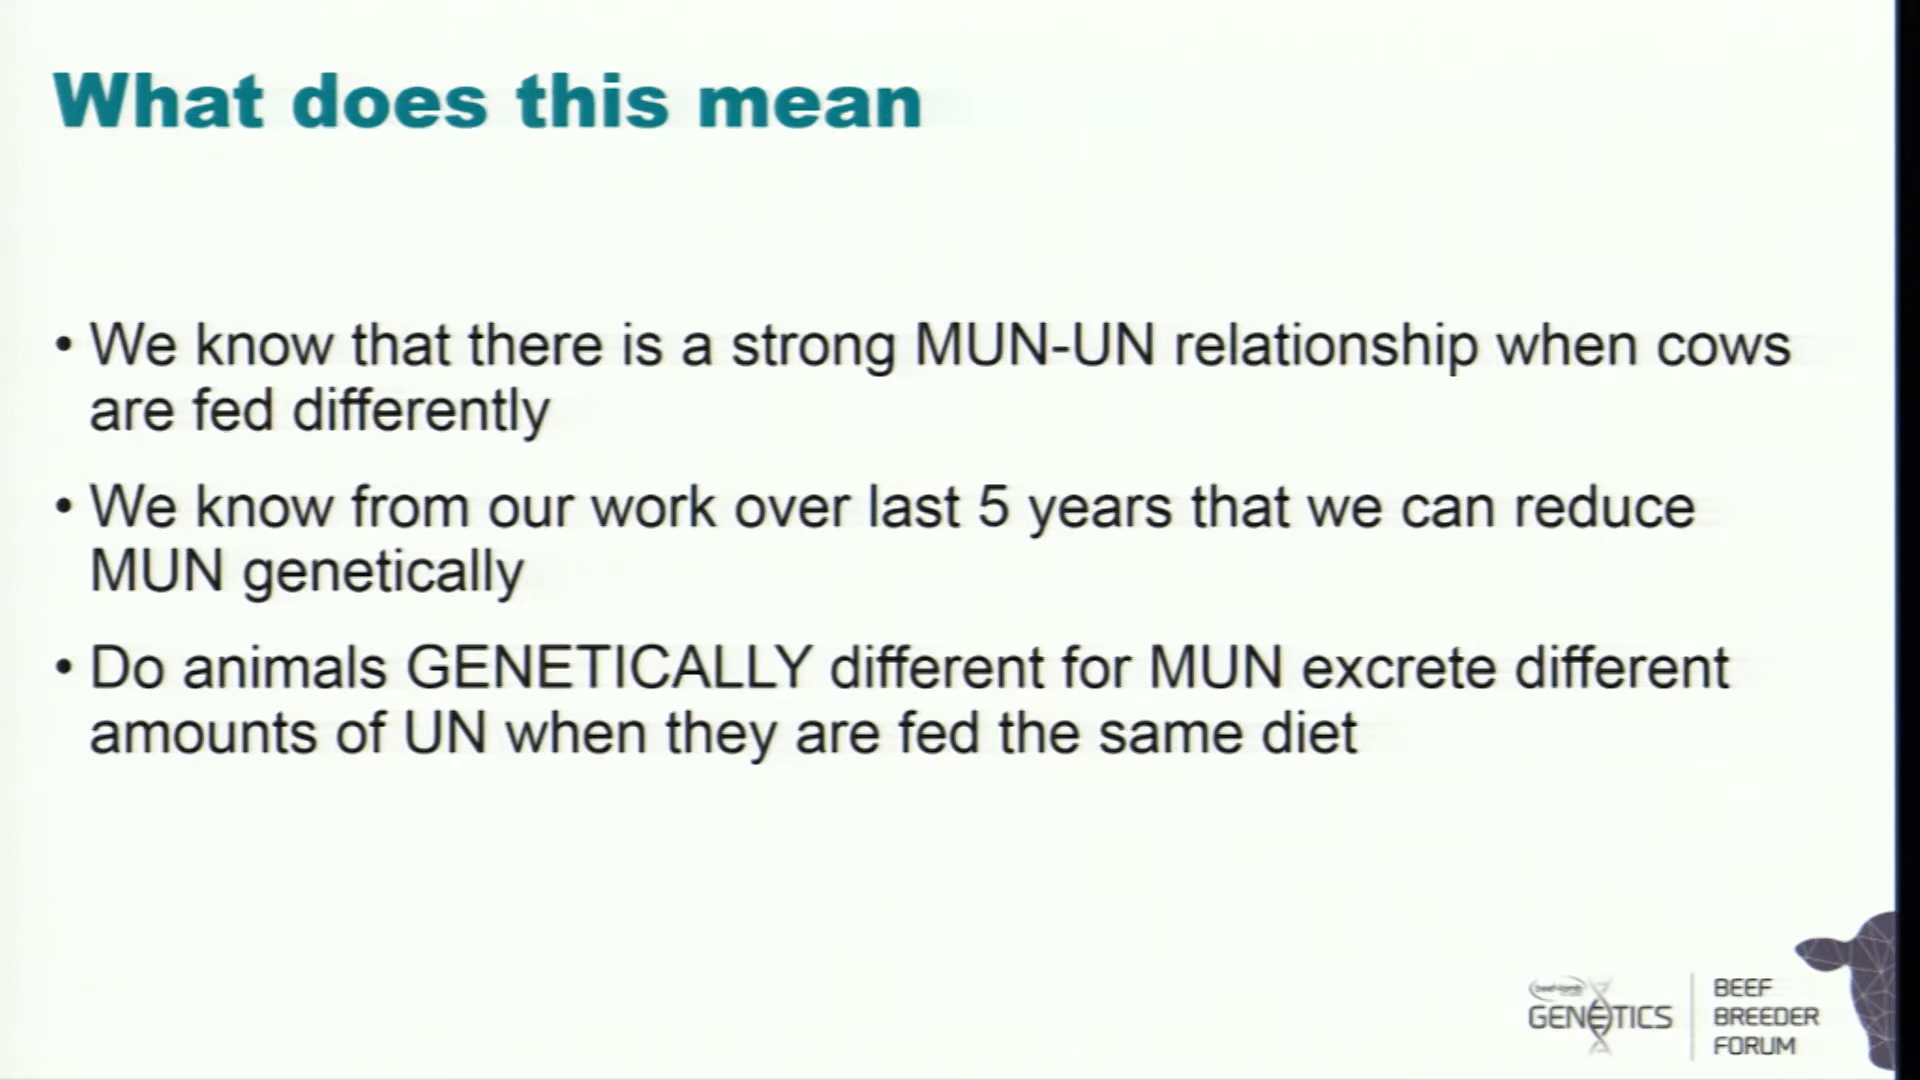 What does this mean
• We know that there is a strong MUN-UN relationship when cows
are fed differently
• We know from our work over last 5 years that we can reduce
MUN genetically
• Do animals GENETICALLY different for MUN excrete different
amounts of UN when they are fed the same diet
GENETICS
BEEF
BREEDER
FORUM